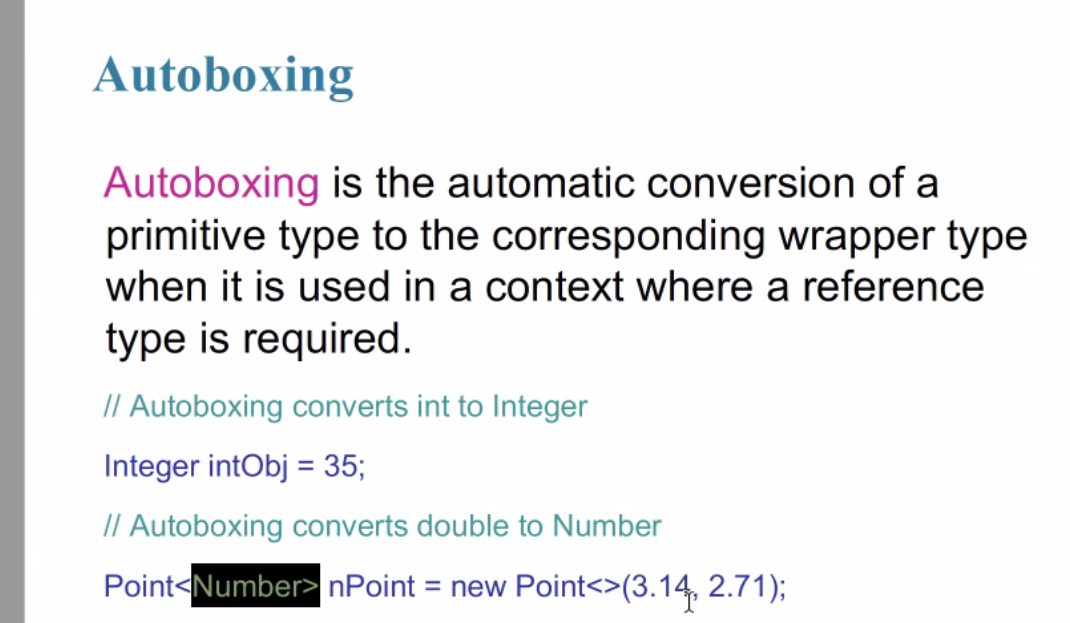 Autoboxing
Autoboxing is the automatic conversion of a
primitive type to the corresponding wrapper type
when it is used in a context where a reference
type is required.
// Autoboxing converts int to Integer
Integer intObj = 35;
// Autoboxing converts double to Number
Point<Number> nPoint = new Point<>(3.14, 2.71);